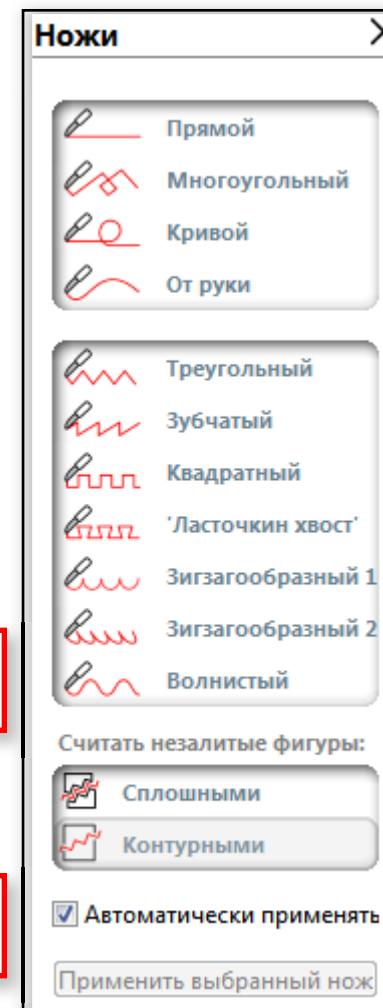 Ножи
Прямой
Многоугольный
Кривой
От руки
Треугольный
Зубчатый
Квадратный
'Ласточкин хвост'
Зигзагообразный 1
Зигзагообразный 2
Волнистый
Считать незалитые фигуры:
Сплошными
Контурными
Автоматически применять
Применить выбранный нож